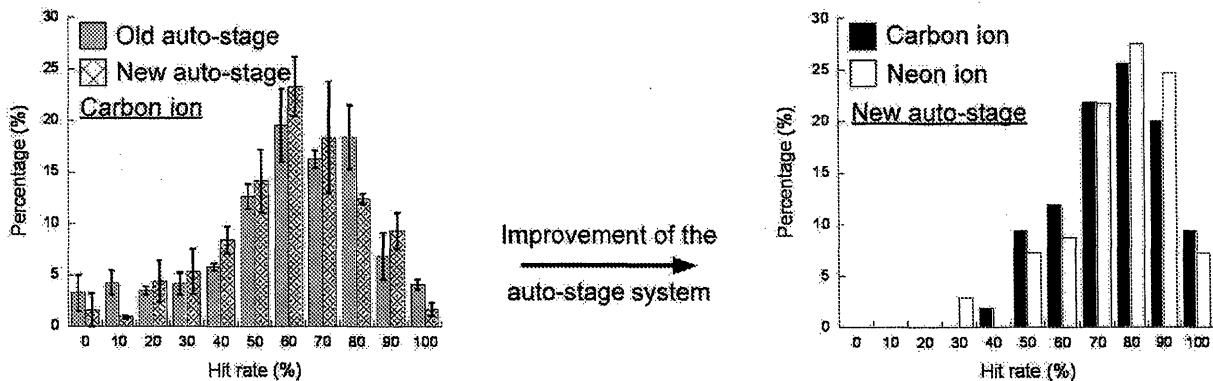 30
25
20
15
10
5
0
Percentage (%)
Old auto-stage
New auto-stage
Carbon ion
0 10 20 30 40 50 60 70 80 90 100
Hit rate (%)
Improvement of the
auto-stage system
30
25
20
15
10
5
0
Percentage (%)
Carbon ion
Neon ion
New auto-stage
0 10 20 30 40 50 60 70 80 90 100
Hit rate (%)